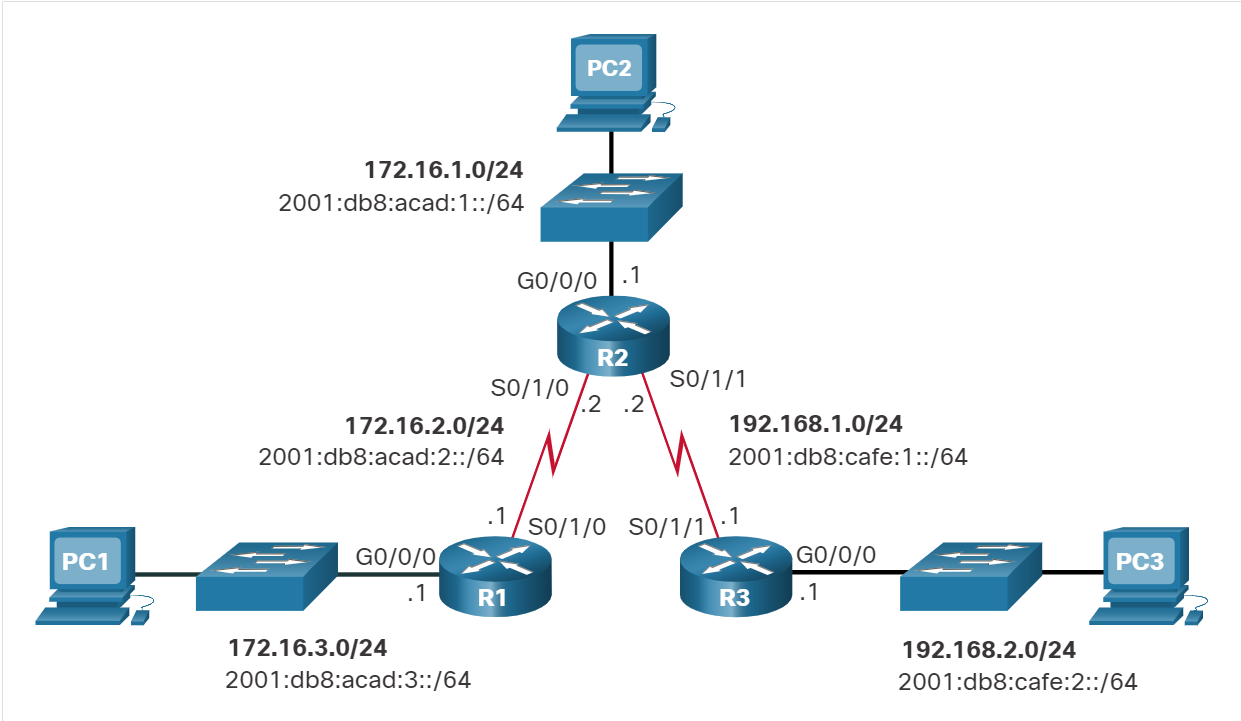 PC2
172.16.1.0/24
2001:db8:acad:1::/64
G0/0/0
.1
R2
S0/1/0
S0/1/1
.2
.2
172.16.2.0/24
2001:db8:acad:2::/64
192.168.1.0/24
2001:db8:cafe:1::/64
.1
S0/1/0
S0/1/1
.1
PC1
G0/0/0
.1
R1
R3
G0/0/0
.1
PC3
172.16.3.0/24
2001:db8:acad:3::/64
192.168.2.0/24
2001:db8:cafe:2::/64